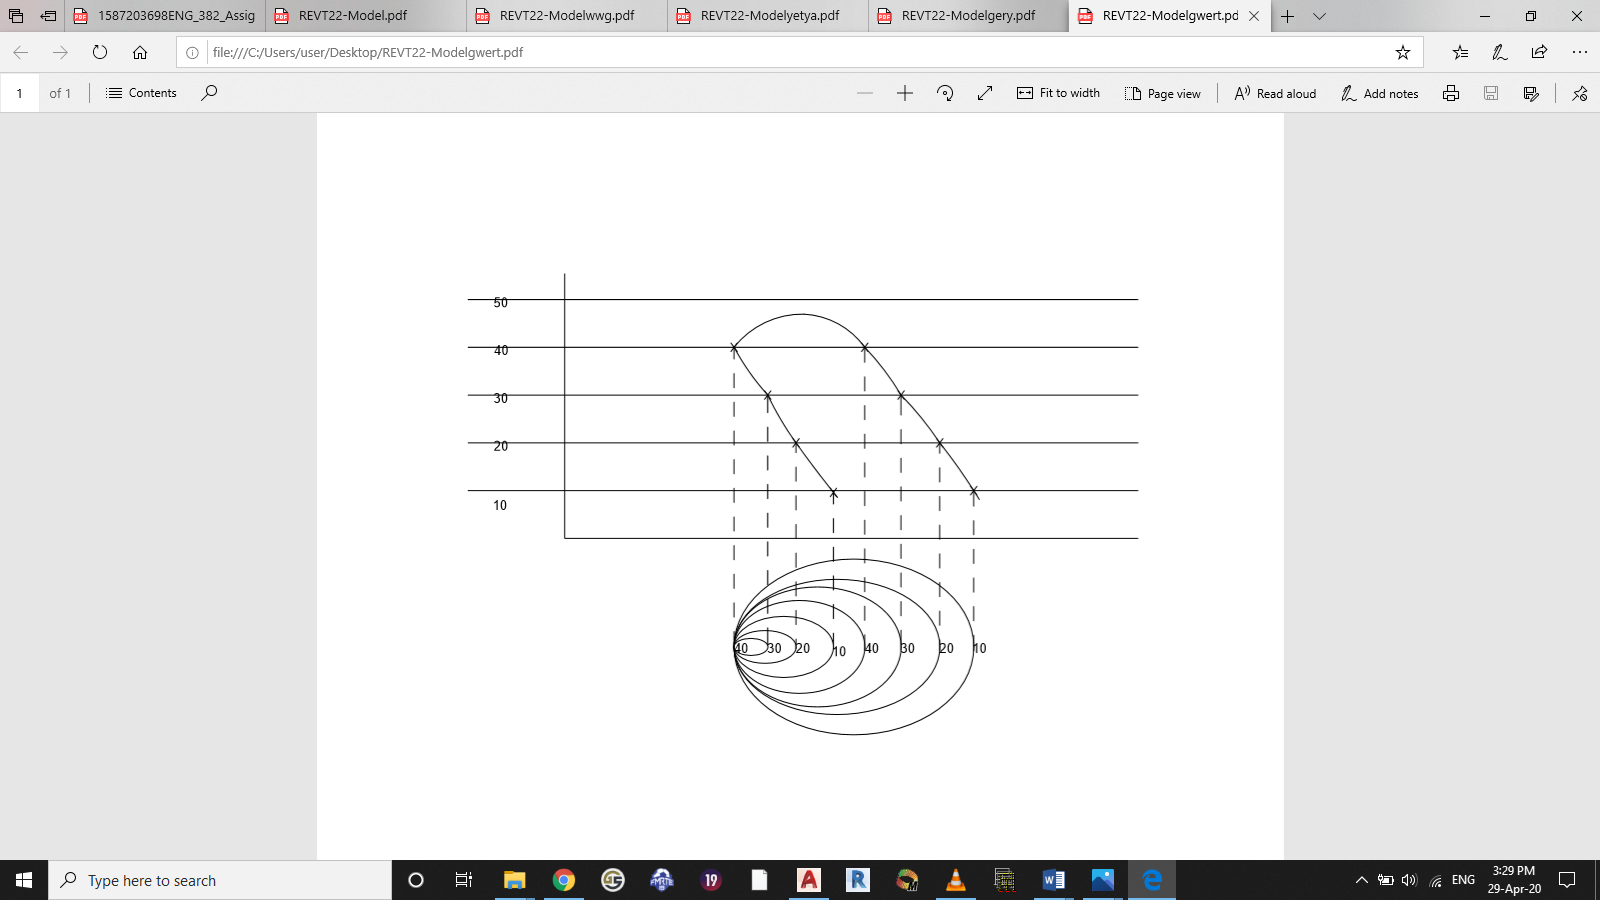 1587203698ENG_382_Assig
REVT22-Model.pdf
REVT22-Modelwwg.pdf
REVT22-Modelyetya.pdf
REVT22-Modelgery.pdf
REVT22-Modelgwert.pd
file:///C:/Users/user/Desktop/REVT22-Modelgwert.pdf
1 of 1
Contents
Fit to width
Page view
Read aloud
Add notes
50
40
30
20
10
40 30 20 10 40 30 20 10
Type here to search
19
ENG
3:29 PM
29-Apr-20